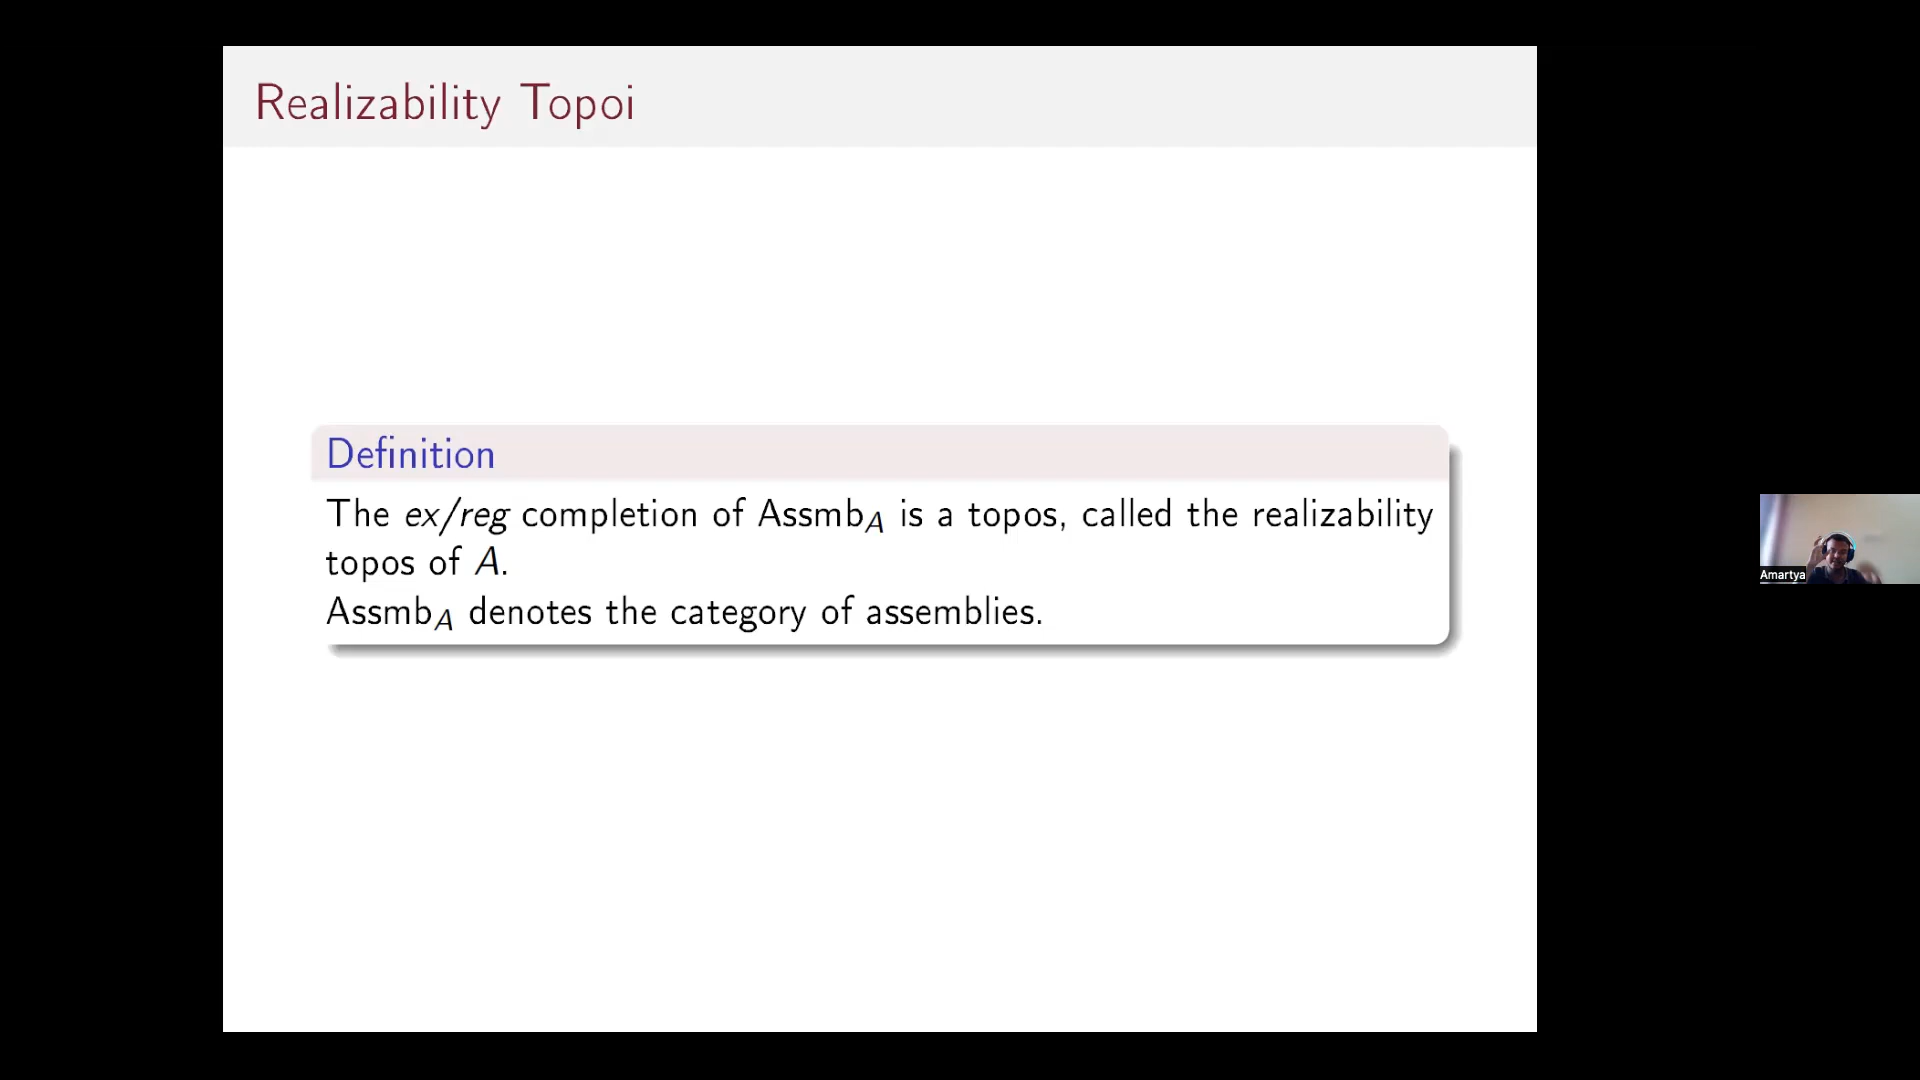 Realizability Topoi
Definition
The ex/reg completion of Assmb_A is a topos, called the realizability
topos of A.
Assmb_A denotes the category of assemblies.
Amartya